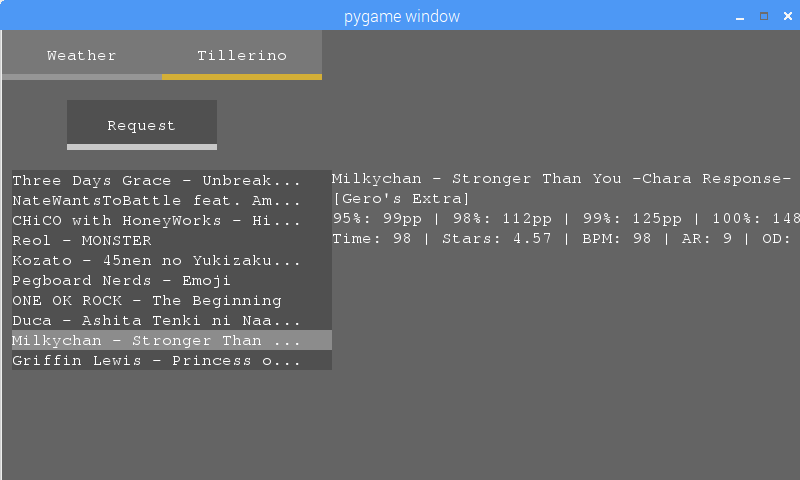 pygame window
Weather
Tillerino
Request
Three Days Grace - Unbreak...
NateWantsToBattle feat. Am...
CHiCO with HoneyWorks - Hi...
Reol - MONSTER
Kozato - 45nen no Yukizaku...
Pegboard Nerds - Emoji
ONE OK ROCK - The Beginning
Duca - Ashita Tenki ni Naa...
Milkychan - Stronger Than ...
Griffin Lewis - Princess o...
Milkychan - Stronger Than You -Chara Response-
[Gero's Extra]
95%: 99pp | 98%: 112pp | 99%: 125pp | 100%: 148
Time: 98 | Stars: 4.57 | BPM: 98 | AR: 9 | OD: